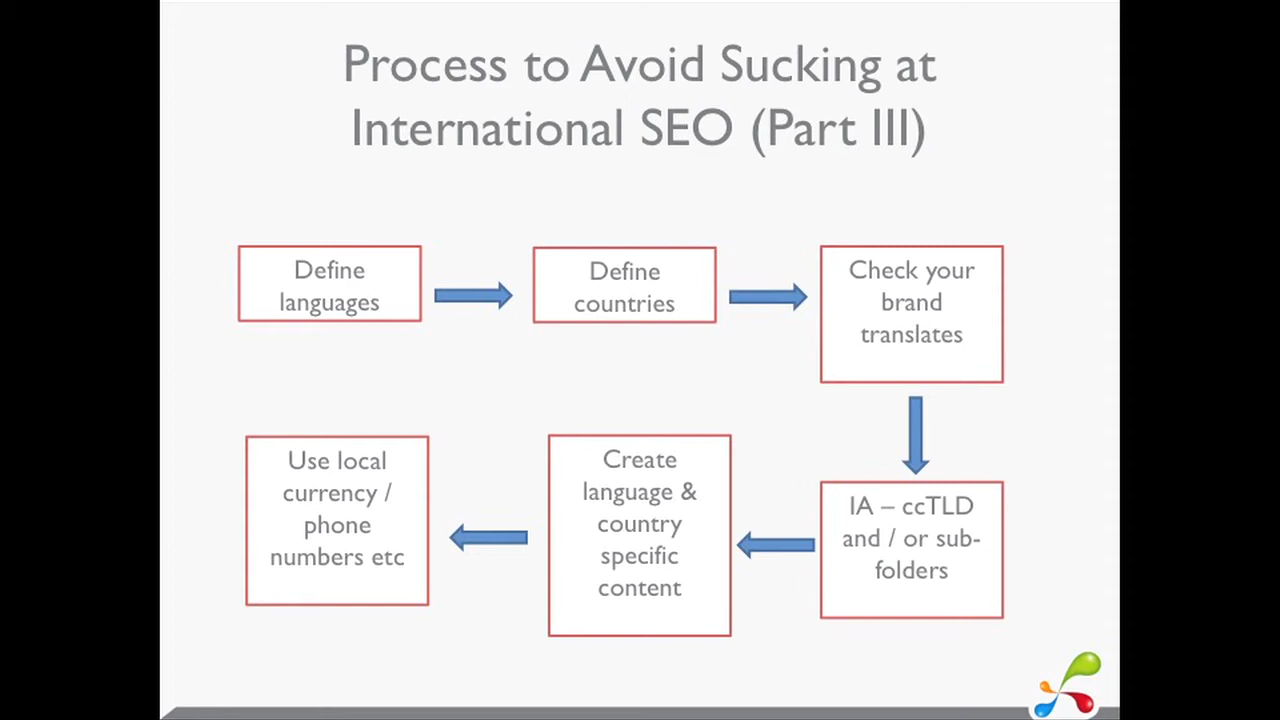 Process to Avoid Sucking at
International SEO (Part III)
Define
languages
Define
countries
Check your
brand
translates
IA – ccTLD
and / or sub-
folders
Create
language &
country
specific
content
Use local
currency /
phone
numbers etc